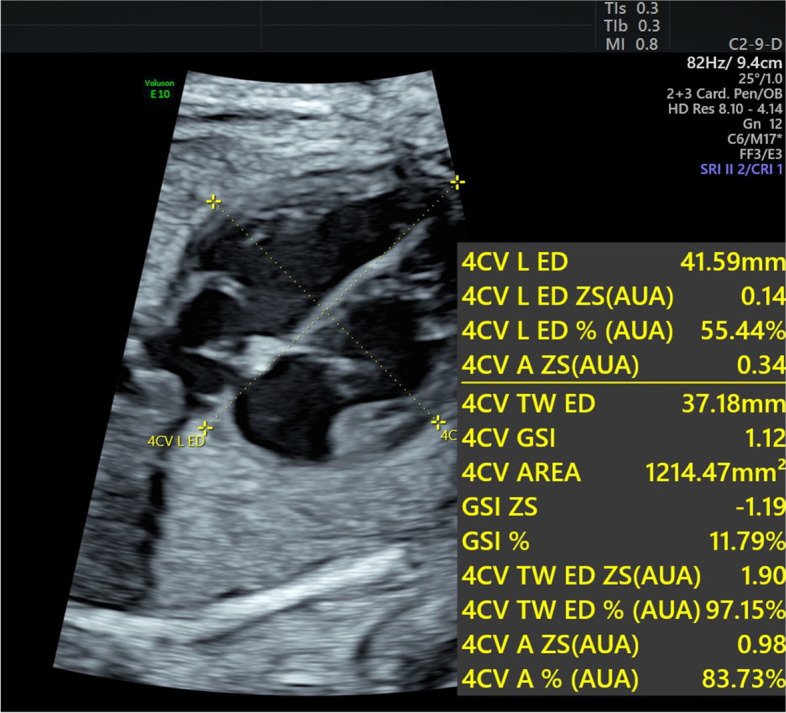 TIs 0.3
TIb 0.3
MI 0.8
C2-9-D
82Hz/ 9.4cm
25°/1.0
2+3 Card. Pen/OB
HD Res 8.10 - 4.14
Gn 12
C6/M17*
FF3/E3
SRI II 2/CRI 1
Voluson
E10
4CV L ED
4C
4CV L ED 41.59mm
4CV L ED ZS(AUA) 0.14
4CV L ED % (AUA) 55.44%
4CV A ZS(AUA) 0.34
4CV TW ED 37.18mm
4CV GSI 1.12
4CV AREA 1214.47mm²
GSI ZS -1.19
GSI % 11.79%
4CV TW ED ZS(AUA) 1.90
4CV TW ED % (AUA) 97.15%
4CV A ZS(AUA) 0.98
4CV A % (AUA) 83.73%